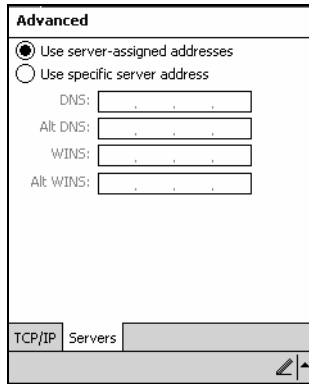 Advanced
Use server-assigned addresses
Use specific server address
DNS: . . .
Alt DNS: . . .
WINS: . . .
Alt WINS: . . .
TCP/IP Servers